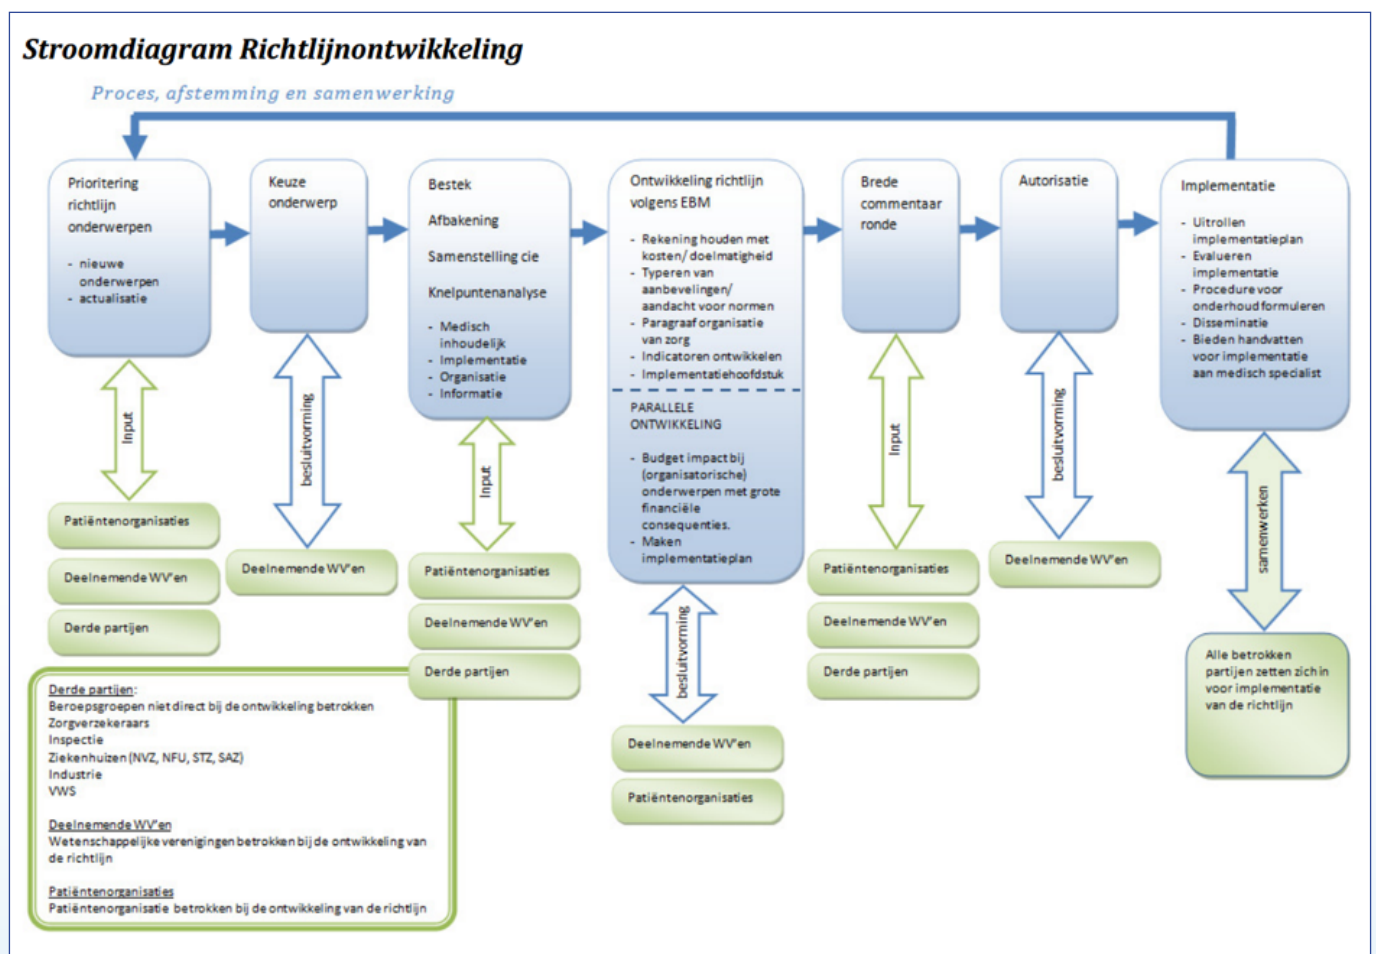 Stroomdiagram Richtlijnontwikkeling
Proces, afstemming en samenwerking
Prioritering
richtlijn
onderwerpen
- nieuwe
onderwerpen
- actualisatie
Input
Patiëntenorganisaties
Deelnemende WV'en
Derde partijen
Keuze
onderwerp
besluitvorming
Deelnemende WV'en
Bestek
Afbakening
Samenstelling cie
Knelpuntenanalyse
- Medisch
inhoudelijk
- Implementatie
- Organisatie
- Informatie
Input
Patiëntenorganisaties
Deelnemende WV'en
Derde partijen
Ontwikkeling richtlijn
volgens EBM
- Rekening houden met
kosten/ doelmatigheid
- Typeren van
aanbevelingen/
aandacht voor normen
- Paragraaf organisatie
van zorg
- Indicatoren ontwikkelen
- Implementatiehoofdstuk
PARALLELE
ONTWIKKELING
- Budget impact bij
(organisatorische)
onderwerpen met grote
financiële
consequenties.
- Maken
implementatieplan
besluitvorming
Deelnemende WV'en
Patiëntenorganisaties
Brede
commentaar
ronde
Input
Patiëntenorganisaties
Deelnemende WV'en
Derde partijen
Autorisatie
besluitvorming
Deelnemende WV'en
Implementatie
- Uitrollen
implementatieplan
- Evalueren
implementatie
- Procedure voor
onderhoud formuleren
- Disseminatie
- Bieden handvatten
voor implementatie
aan medisch specialist
samenwerken
Alle betrokken
partijen zetten zich in
voor implementatie
van de richtlijn
Derde partijen:
Beroepsgroepen niet direct bij de ontwikkeling betrokken
Zorgverzekeraars
Inspectie
Ziekenhuizen (NVZ, NFU, STZ, SAZ)
Industrie
VWS
Deelnemende WV'en
Wetenschappelijke verenigingen betrokken bij de ontwikkeling van
de richtlijn
Patiëntenorganisaties
Patiëntenorganisatie betrokken bij de ontwikkeling van de richtlijn